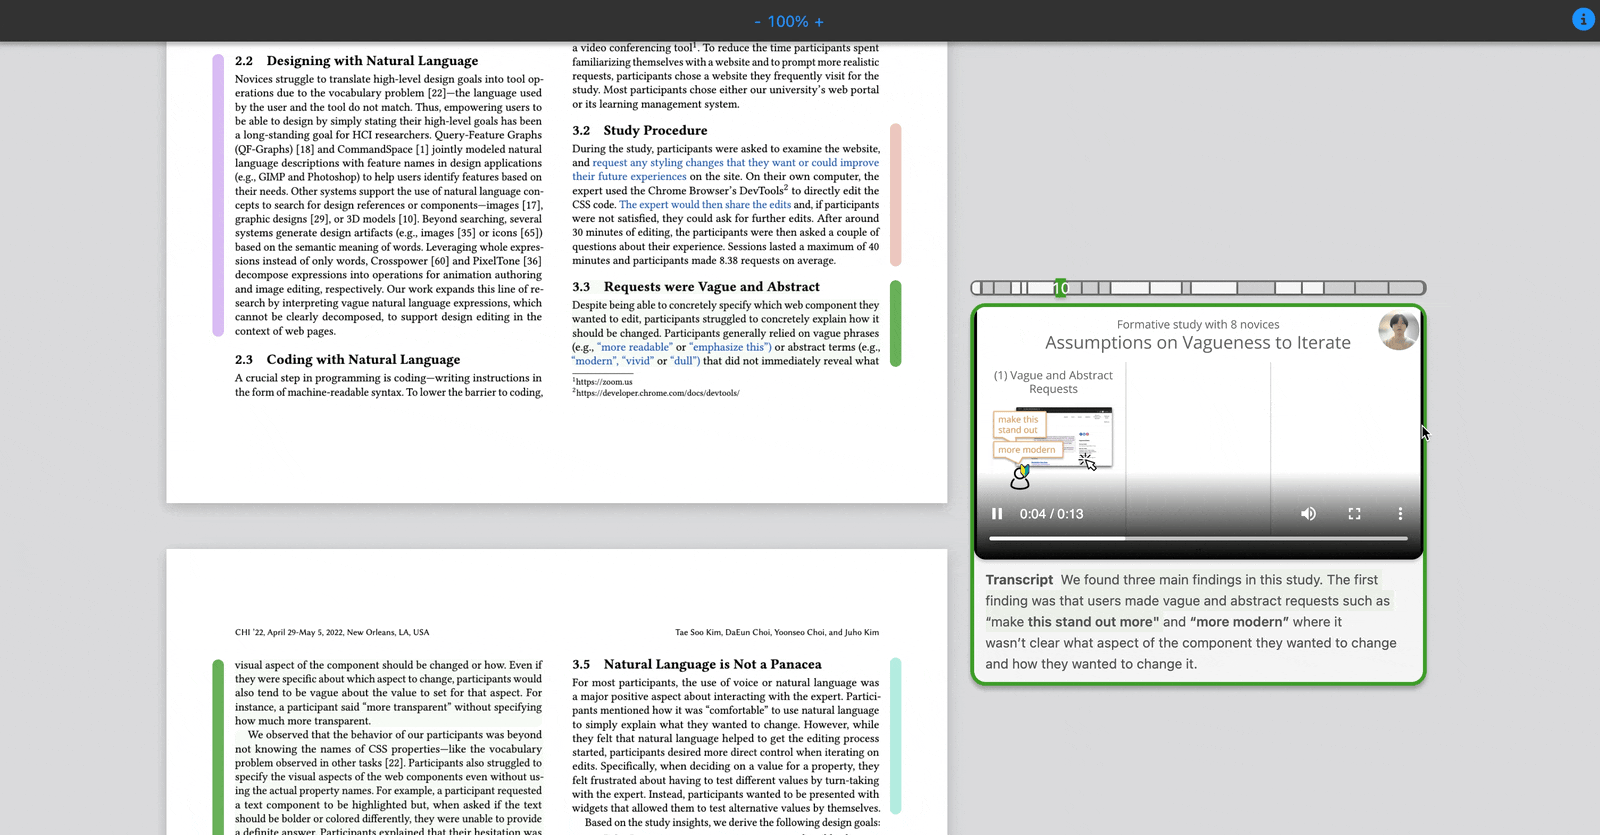 - 100% +
i
2.2 Designing with Natural Language
Novices struggle to translate high-level design goals into tool op-
erations due to the vocabulary problem [22]—the language used
by the user and the tool do not match. Thus, empowering users to
be able to design by simply stating their high-level goals has been
a long-standing goal for HCI researchers. Query-Feature Graphs
(QF-Graphs) [18] and CommandSpace [1] jointly modeled natural
language descriptions with feature names in design applications
(e.g., GIMP and Photoshop) to help users identify features based on
their needs. Other systems support the use of natural language con-
cepts to search for design references or components—images [17],
graphic designs [29], or 3D models [10]. Beyond searching, several
systems generate design artifacts (e.g., images [35] or icons [65])
based on the semantic meaning of words. Leveraging whole expres-
sions instead of only words, Crosspower [60] and PixelTone [36]
decompose expressions into operations for animation authoring
and image editing, respectively. Our work expands this line of re-
search by interpreting vague natural language expressions, which
cannot be clearly decomposed, to support design editing in the
context of web pages.
2.3 Coding with Natural Language
A crucial step in programming is coding—writing instructions in
the form of machine-readable syntax. To lower the barrier to coding,
a video conferencing tool1. To reduce the time participants spent
familiarizing themselves with a website and to prompt more realistic
requests, participants chose a website they frequently visit for the
study. Most participants chose either our university's web portal
or its learning management system.
3.2 Study Procedure
During the study, participants were asked to examine the website,
and request any styling changes that they want or could improve
their future experiences on the site. On their own computer, the
expert used the Chrome Browser's DevTools2 to directly edit the
CSS code. The expert would then share the edits and, if participants
were not satisfied, they could ask for further edits. After around
30 minutes of editing, the participants were then asked a couple of
questions about their experience. Sessions lasted a maximum of 40
minutes and participants made 8.38 requests on average.
3.3 Requests were Vague and Abstract
Despite being able to concretely specify which web component they
wanted to edit, participants struggled to concretely explain how it
should be changed. Participants generally relied on vague phrases
(e.g., "more readable" or "emphasize this") or abstract terms (e.g.,
"modern", "vivid" or "dull") that did not immediately reveal what
1https://zoom.us
2https://developer.chrome.com/docs/devtools/
CHI '22, April 29-May 5, 2022, New Orleans, LA, USA
Tae Soo Kim, DaEun Choi, Yoonseo Choi, and Juho Kim
visual aspect of the component should be changed or how. Even if
they were specific about which aspect to change, participants would
also tend to be vague about the value to set for that aspect. For
instance, a participant said "more transparent" without specifying
how much more transparent.
We observed that the behavior of our participants was beyond
not knowing the names of CSS properties—like the vocabulary
problem observed in other tasks [22]. Participants also struggled to
specify the visual aspects of the web components even without us-
ing the actual property names. For example, a participant requested
a text component to be highlighted but, when asked if the text
should be bolder or colored differently, they were unable to provide
a definite answer. Participants explained that their hesitation was
3.5 Natural Language is Not a Panacea
For most participants, the use of voice or natural language was
a major positive aspect about interacting with the expert. Partici-
pants mentioned how it was "comfortable" to use natural language
to simply explain what they wanted to change. However, while
they felt that natural language helped to get the editing process
started, participants desired more direct control when iterating on
edits. Specifically, when deciding on a value for a property, they
felt frustrated about having to test different values by turn-taking
with the expert. Instead, participants wanted to be presented with
widgets that allowed them to test alternative values by themselves.
Based on the study insights, we derive the following design goals:
10
Formative study with 8 novices
Assumptions on Vagueness to Iterate
(1) Vague and Abstract
Requests
make this
stand out
more modern
0:04 / 0:13
Transcript We found three main findings in this study. The first
finding was that users made vague and abstract requests such as
"make this stand out more" and "more modern" where it
wasn't clear what aspect of the component they wanted to change
and how they wanted to change it.